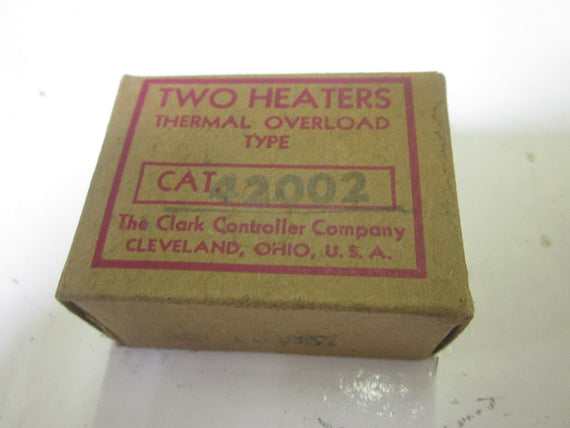 TWO HEATERS
THERMAL OVERLOAD
TYPE
CAT. 42002
The Clark Controller Company
CLEVELAND, OHIO, U. S. A.